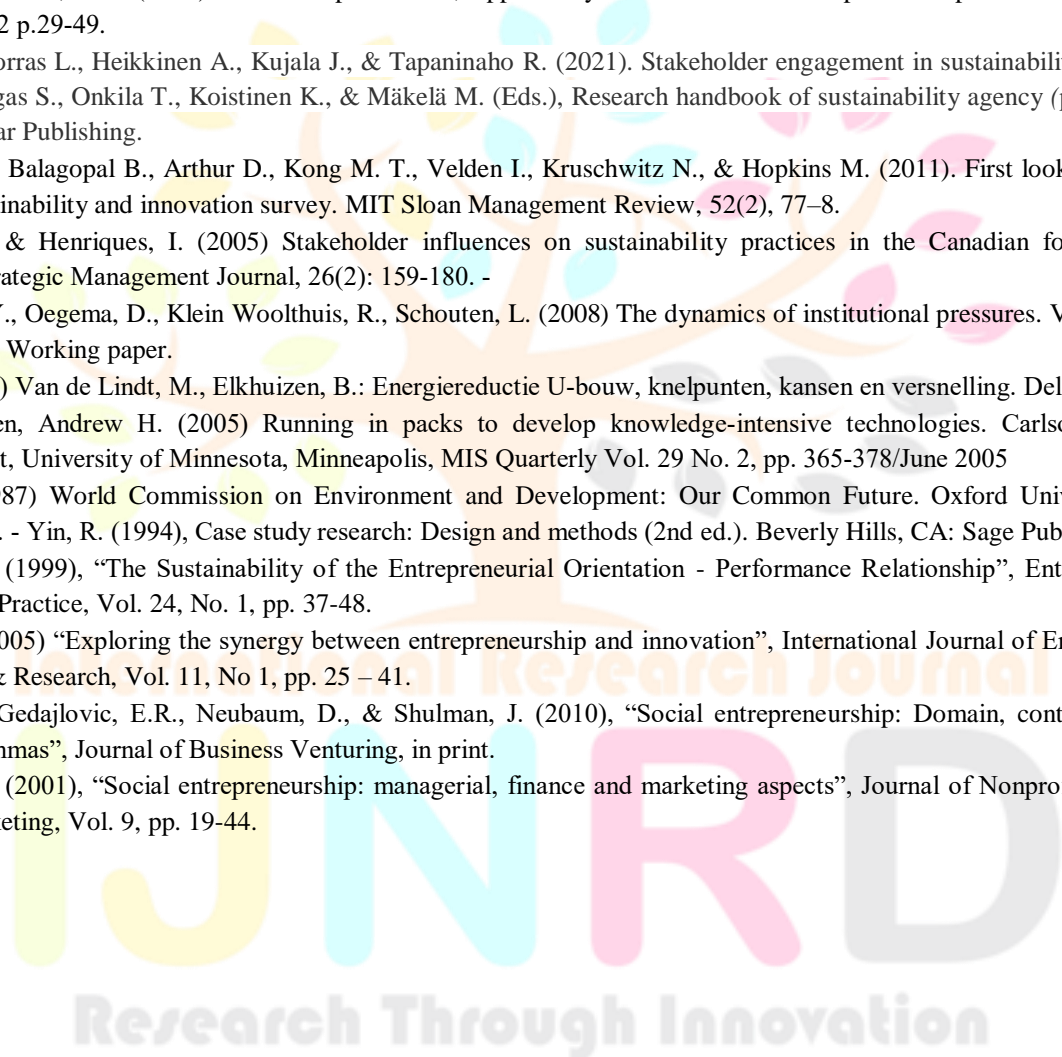 2 p.29-49.
orras L., Heikkinen A., Kujala J., & Tapaninaho R. (2021). Stakeholder engagement in sustainabili
gas S., Onkila T., Koistinen K., & Mäkelä M. (Eds.), Research handbook of sustainability agency (p
ar Publishing.
Balagopal B., Arthur D., Kong M. T., Velden I., Kruschwitz N., & Hopkins M. (2011). First look
inability and innovation survey. MIT Sloan Management Review, 52(2), 77–8.
& Henriques, I. (2005) Stakeholder influences on sustainability practices in the Canadian fo
rategic Management Journal, 26(2): 159-180. -
Y., Oegema, D., Klein Woolthuis, R., Schouten, L. (2008) The dynamics of institutional pressures. V
Working paper.
) Van de Lindt, M., Elkhuizen, B.: Energiereductie U-bouw, knelpunten, kansen en versnelling. Del
en, Andrew H. (2005) Running in packs to develop knowledge-intensive technologies. Carlso
t, University of Minnesota, Minneapolis, MIS Quarterly Vol. 29 No. 2, pp. 365-378/June 2005
987) World Commission on Environment and Development: Our Common Future. Oxford Univ
. - Yin, R. (1994), Case study research: Design and methods (2nd ed.). Beverly Hills, CA: Sage Pub
(1999), “The Sustainability of the Entrepreneurial Orientation - Performance Relationship”, Ent
Practice, Vol. 24, No. 1, pp. 37-48.
005) “Exploring the synergy between entrepreneurship and innovation”, International Journal of En
& Research, Vol. 11, No 1, pp. 25 – 41.
International Research Journal
Gedajlovic, E.R., Neubaum, D., & Shulman, J. (2010), “Social entrepreneurship: Domain, cont
nmas”, Journal of Business Venturing, in print.
(2001), “Social entrepreneurship: managerial, finance and marketing aspects”, Journal of Nonpro
keting, Vol. 9, pp. 19-44.
IJNRD
Research Through Innovation